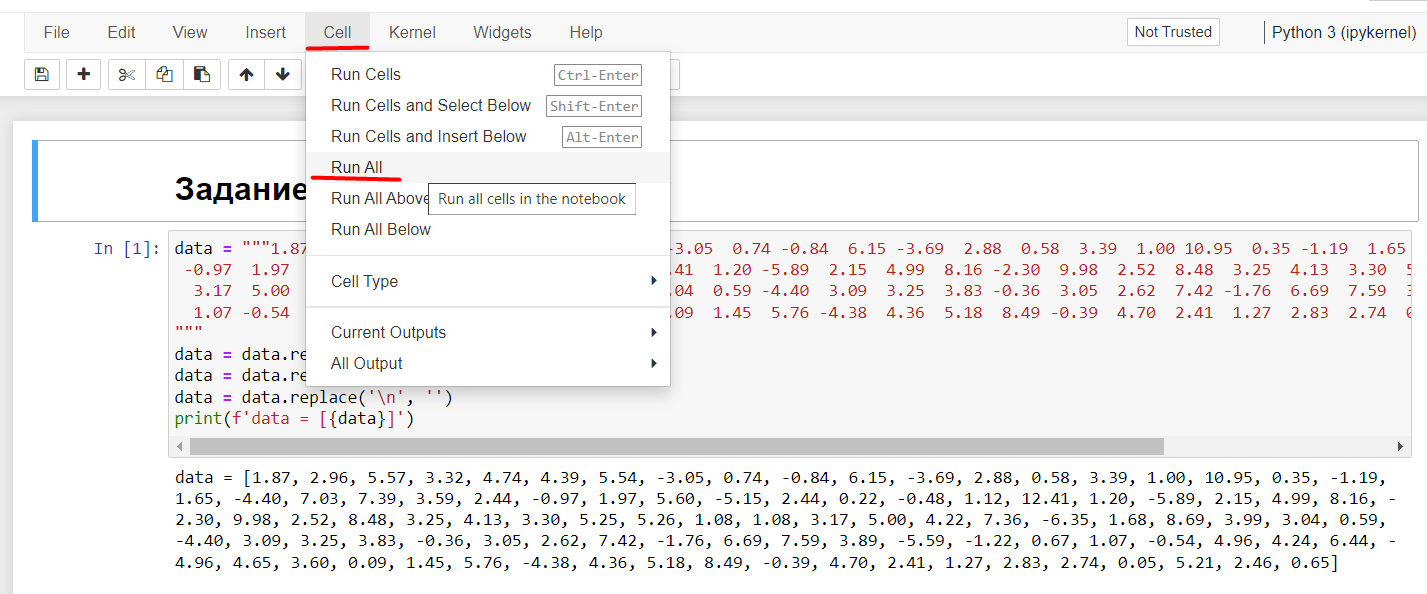 File Edit View Insert Cell Kernel Widgets Help Not Trusted Python 3 (ipykernel)
Run Cells Ctrl-Enter
Run Cells and Select Below Shift-Enter
Run Cells and Insert Below Alt-Enter
Run All
Run All Above
Run all cells in the notebook
Run All Below
Cell Type
Current Outputs
All Output
Задание
In [1]: data = """1.87 -3.05 0.74 -0.84 6.15 -3.69 2.88 0.58 3.39 1.00 10.95 0.35 -1.19 1.65
-0.97 1.97 .41 1.20 -5.89 2.15 4.99 8.16 -2.30 9.98 2.52 8.48 3.25 4.13 3.30
3.17 5.00 .04 0.59 -4.40 3.09 3.25 3.83 -0.36 3.05 2.62 7.42 -1.76 6.69 7.59
1.07 -0.54 .09 1.45 5.76 -4.38 4.36 5.18 8.49 -0.39 4.70 2.41 1.27 2.83 2.74
"""
data = data.re
data = data.re
data = data.replace('\n', '')
print(f'data = [{data}]')
data = [1.87, 2.96, 5.57, 3.32, 4.74, 4.39, 5.54, -3.05, 0.74, -0.84, 6.15, -3.69, 2.88, 0.58, 3.39, 1.00, 10.95, 0.35, -1.19,
1.65, -4.40, 7.03, 7.39, 3.59, 2.44, -0.97, 1.97, 5.60, -5.15, 2.44, 0.22, -0.48, 1.12, 12.41, 1.20, -5.89, 2.15, 4.99, 8.16, -
2.30, 9.98, 2.52, 8.48, 3.25, 4.13, 3.30, 5.25, 5.26, 1.08, 1.08, 3.17, 5.00, 4.22, 7.36, -6.35, 1.68, 8.69, 3.99, 3.04, 0.59,
-4.40, 3.09, 3.25, 3.83, -0.36, 3.05, 2.62, 7.42, -1.76, 6.69, 7.59, 3.89, -5.59, -1.22, 0.67, 1.07, -0.54, 4.96, 4.24, 6.44, -
4.96, 4.65, 3.60, 0.09, 1.45, 5.76, -4.38, 4.36, 5.18, 8.49, -0.39, 4.70, 2.41, 1.27, 2.83, 2.74, 0.05, 5.21, 2.46, 0.65]